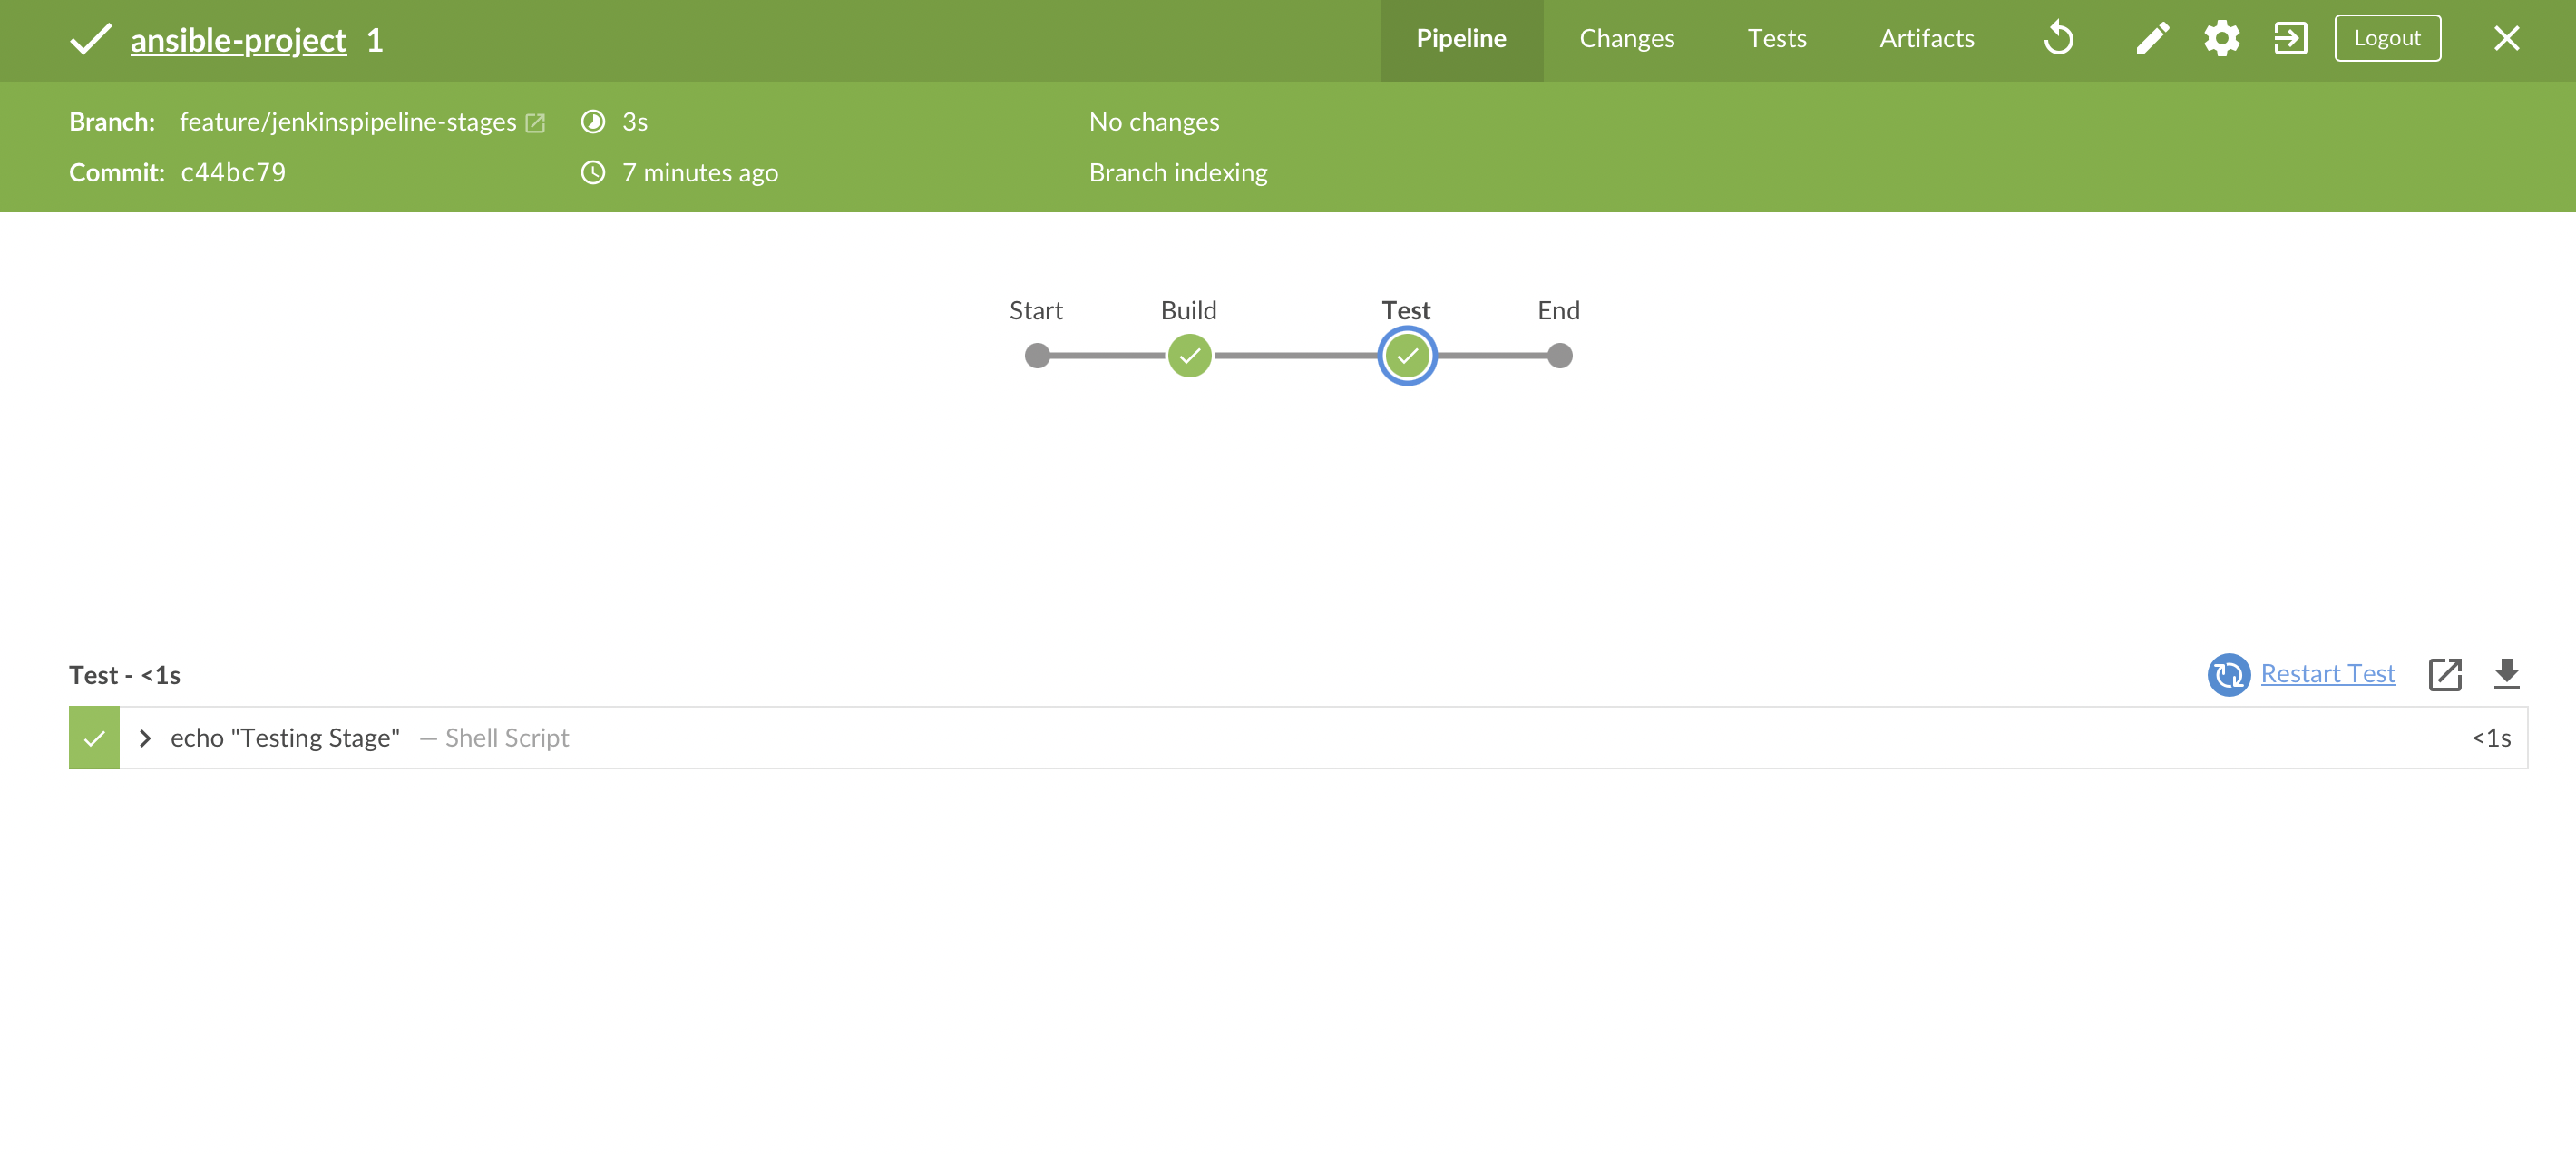 ansible-project 1 Pipeline Changes Tests Artifacts Logout
Branch: feature/jenkinspipeline-stages 3s No changes
Commit: c44bc79 7 minutes ago Branch indexing
Start Build Test End
Test - <1s Restart Test
echo "Testing Stage" — Shell Script <1s